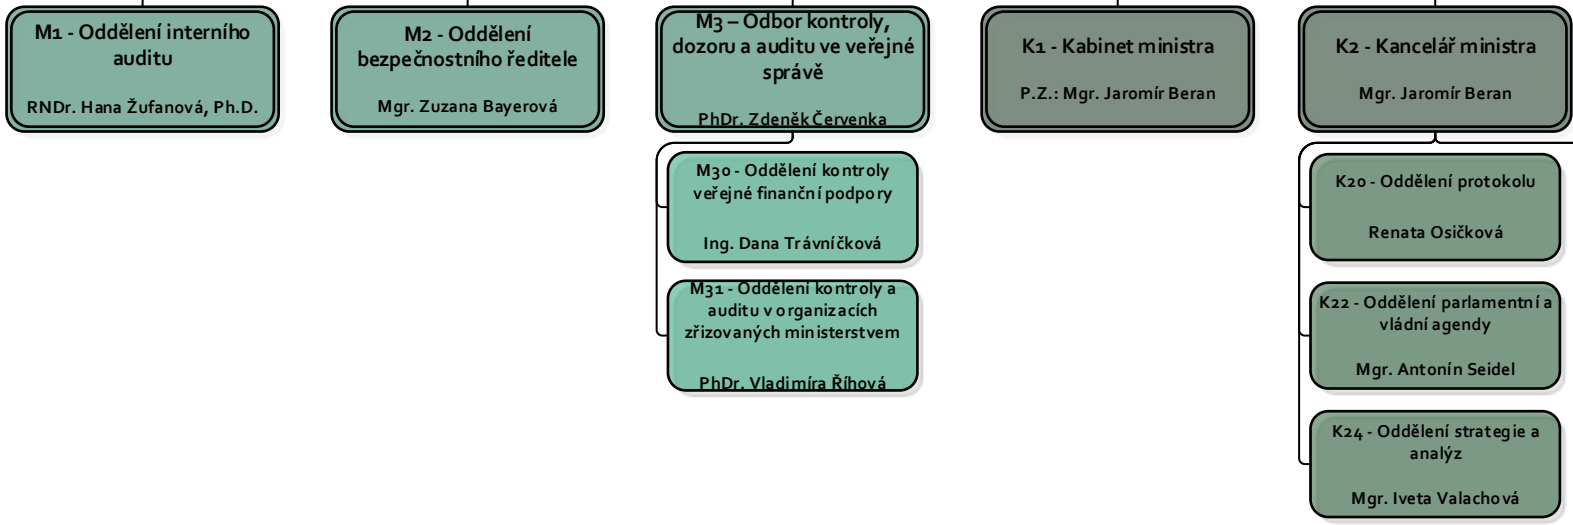 M1 - Oddělení interního
auditu
RNDr. Hana Žufanová, Ph.D.
M2 - Oddělení
bezpečnostního ředitele
Mgr. Zuzana Bayerová
M3 – Odbor kontroly,
dozoru a auditu ve veřejné
správě
PhDr. Zdeněk Červenka
M30 - Oddělení kontroly
veřejné finanční podpory
Ing. Dana Trávníčková
M31 - Oddělení kontroly a
auditu v organizacích
zřizovaných ministerstvem
PhDr. Vladimíra Říhová
K1 - Kabinet ministra
P.Z.: Mgr. Jaromír Beran
K2 - Kancelář ministra
Mgr. Jaromír Beran
K20 - Oddělení protokolu
Renata Osičková
K22 - Oddělení parlamentní a
vládní agendy
Mgr. Antonín Seidel
K24 - Oddělení strategie a
analýz
Mgr. Iveta Valachová